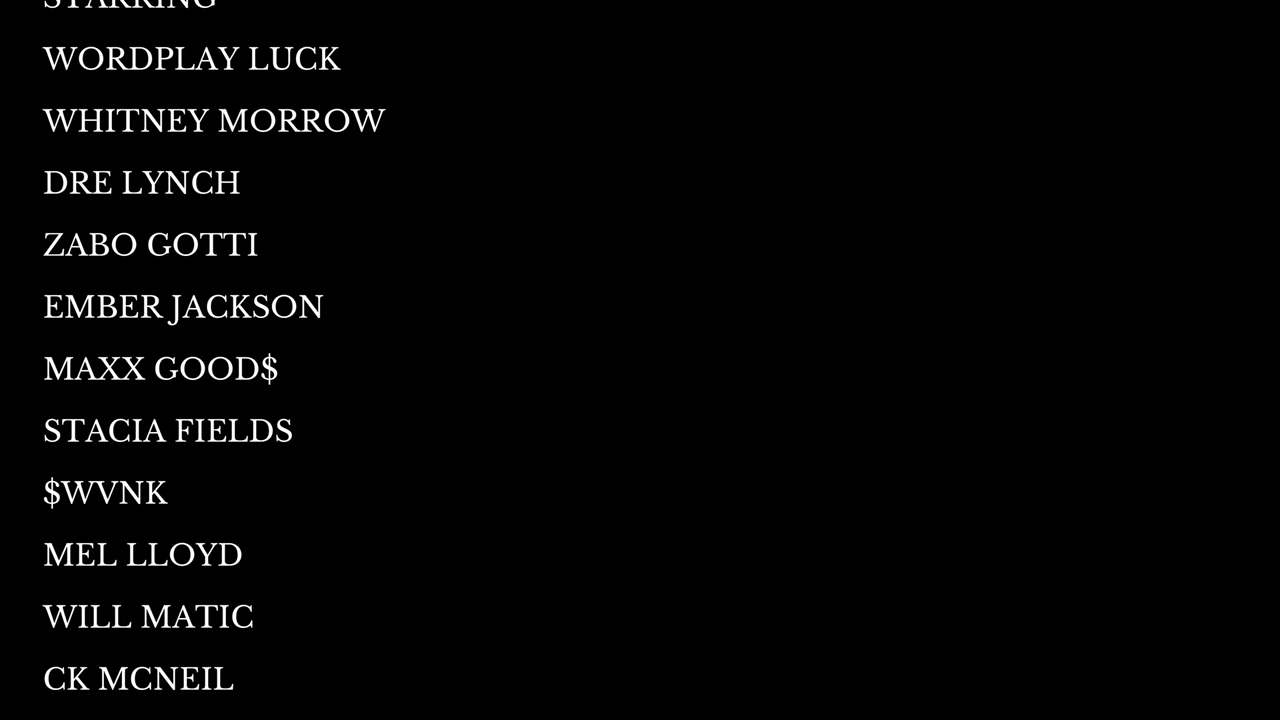 STARRING
WORDPLAY LUCK
WHITNEY MORROW
DRE LYNCH
ZABO GOTTI
EMBER JACKSON
MAXX GOOD$
STACIA FIELDS
$WVNK
MEL LLOYD
WILL MATIC
CK MCNEIL